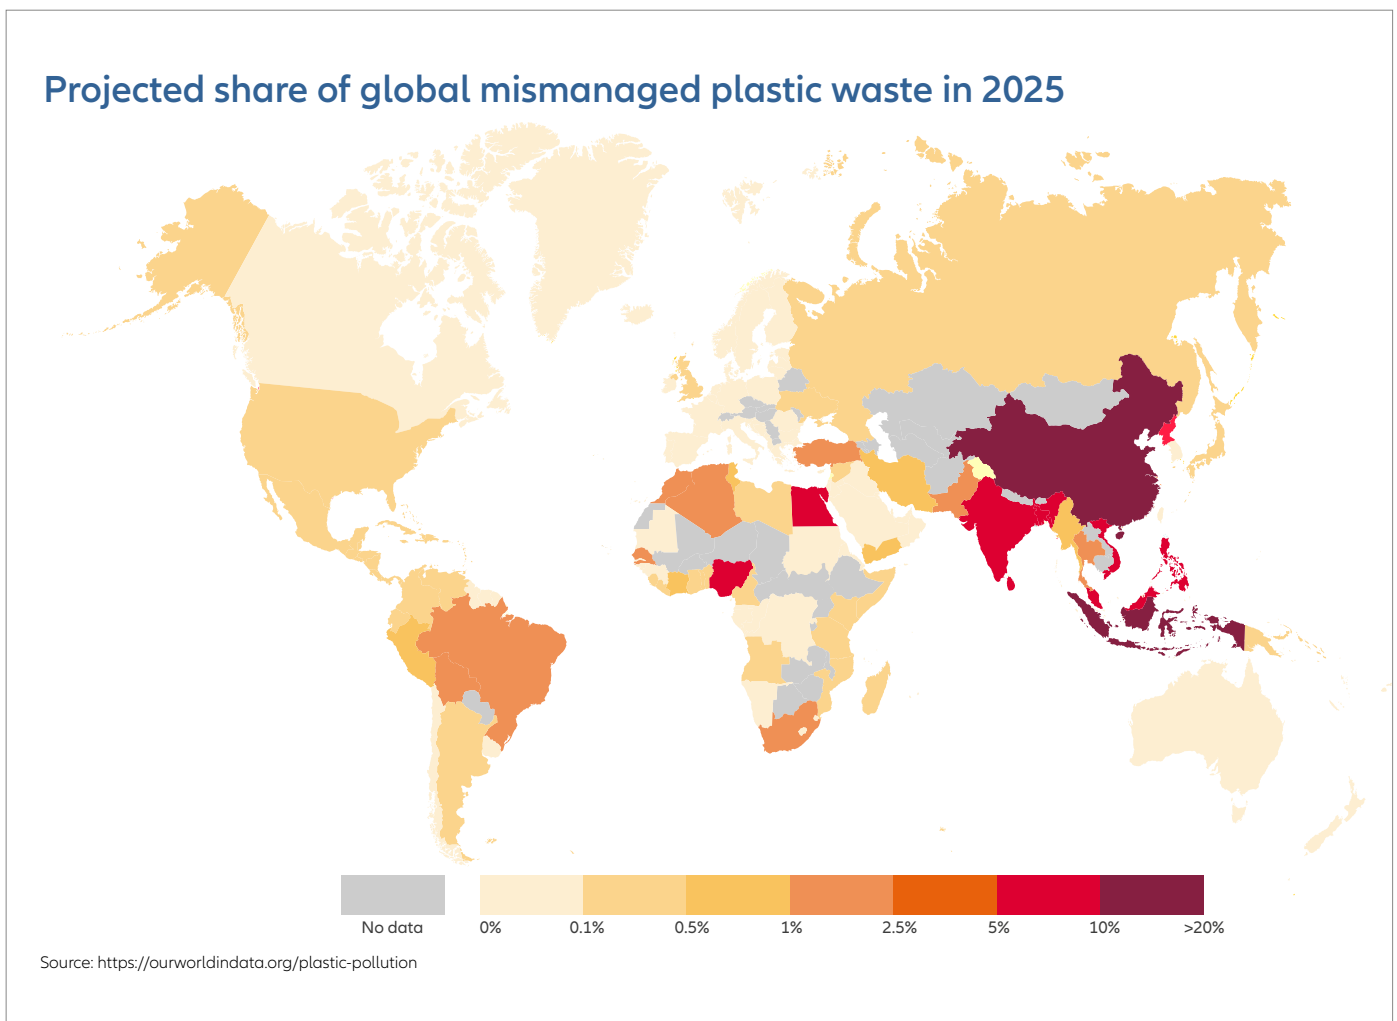 Projected share of global mismanaged plastic waste in 2025
No data 0% 0.1% 0.5% 1% 2.5% 5% 10% >20%
Source: https://ourworldindata.org/plastic-pollution